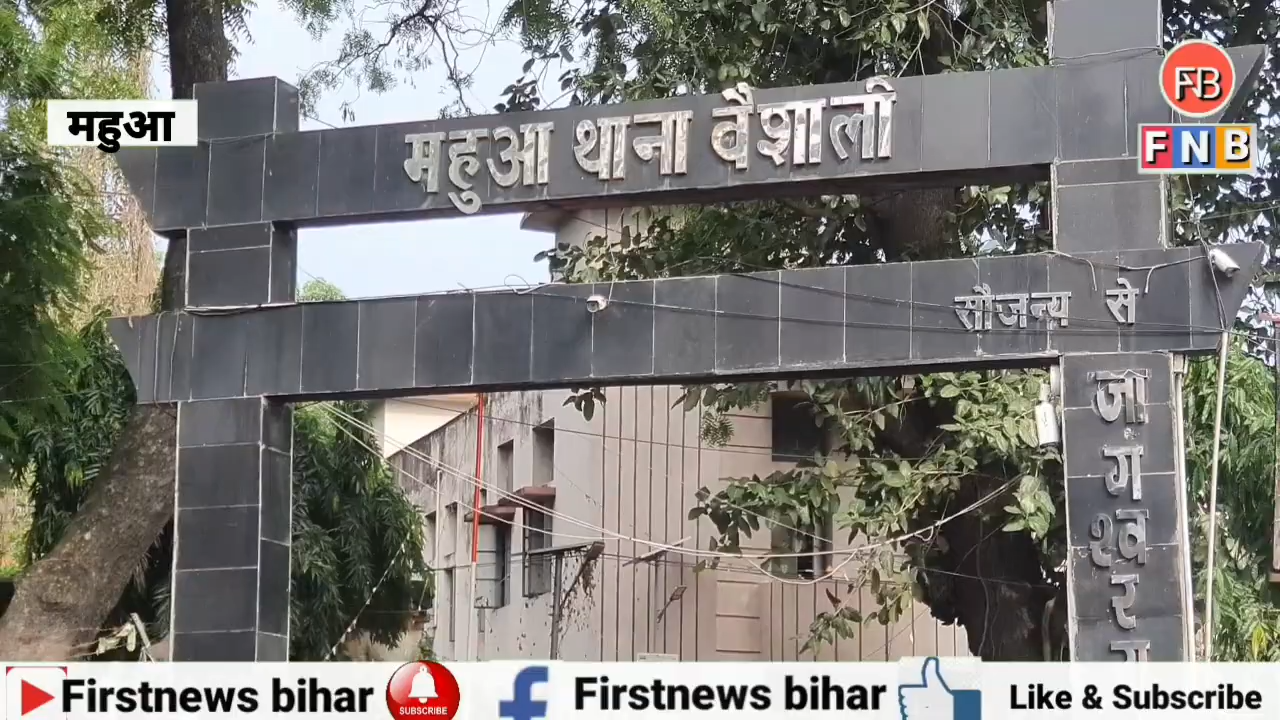 महुआ
महुआ थाना वैशाली
FB
FNB
सौजन्य से
जा
ग
श्व
र
Firstnews bihar
SUBSCRIBE
Firstnews bihar
Like & Subscribe